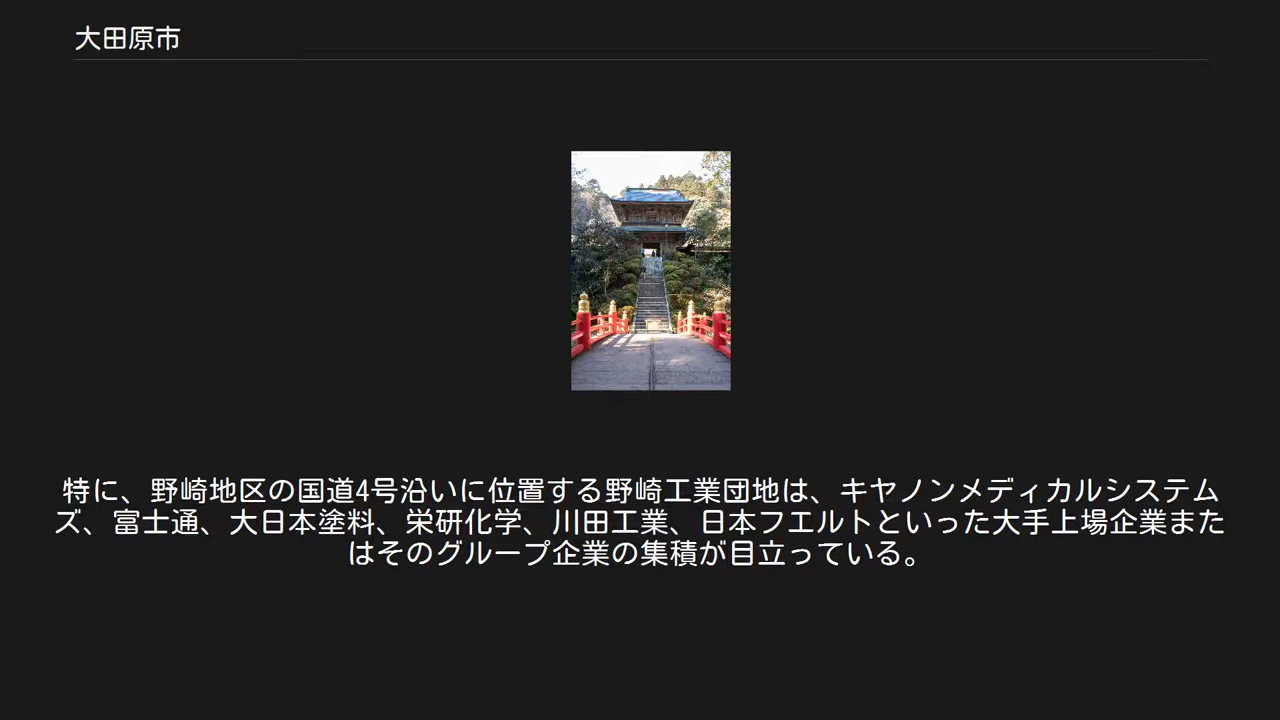 大田原市
特に、野崎地区の国道4号沿いに位置する野崎工業団地は、キヤノンメディカルシステム
ズ、富士通、大日本塗料、栄研化学、川田工業、日本フエルトといった大手上場企業また
はそのグループ企業の集積が目立っている。